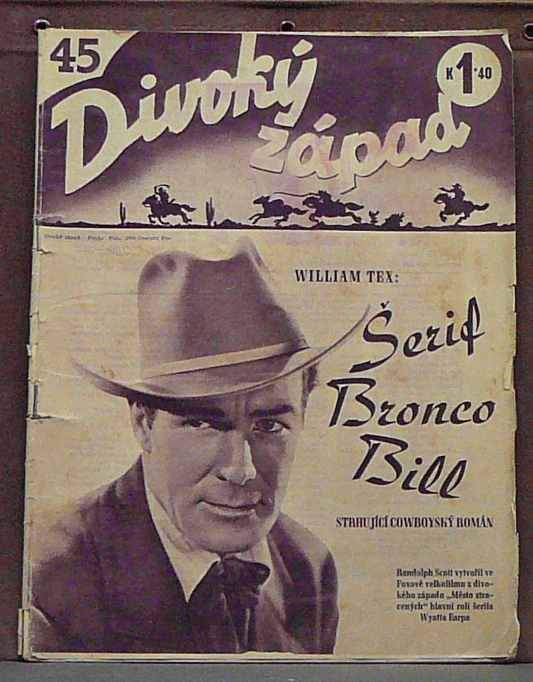 45
Divoký
západ
K 1·40
WILLIAM TEX:
Šerif
Bronco
Bill
STRHUJÍCÍ COWBOYSKÝ ROMÁN
Randolph Scott vytvořil ve
Foxově velkofilmu z divo-
kého západu „Město ztra-
cených" hlavní roli šerifa
Wyatta Earpa